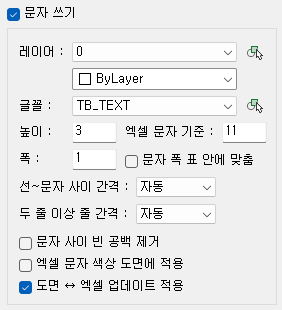 문자 쓰기
레이어 : 0
ByLayer
글꼴 : TB_TEXT
높이 : 3 엑셀 문자 기준 : 11
폭 : 1 문자 폭 표 안에 맞춤
선~문자 사이 간격 : 자동
두 줄 이상 줄 간격 : 자동
문자 사이 빈 공백 제거
엑셀 문자 색상 도면에 적용
도면 ↔ 엑셀 업데이트 적용